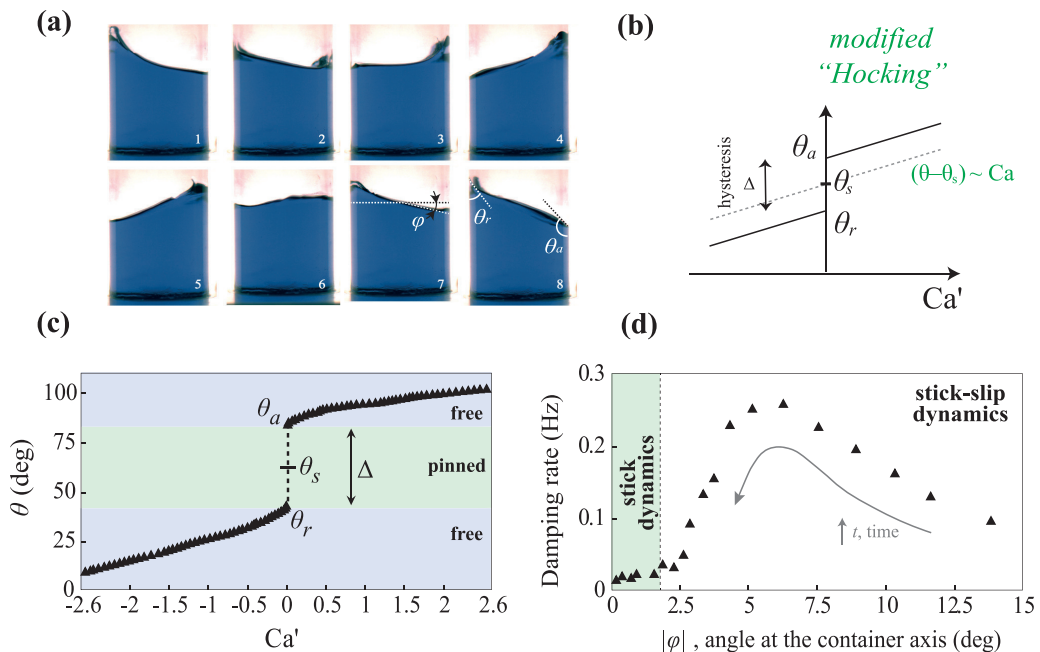 (a)
1
2
3
4
5
6
φ
7
θr
θa
8
(b)
modified
“Hocking”
hysteresis
Δ
θa
θs
θr
(θ–θs) ~ Ca
Ca'
(c)
θ (deg)
100
75
50
25
0
θa
θs
θr
Δ
free
pinned
free
-2.6 -2 -1.5 -1 -0.5 0 0.5 1 1.5 2 2.6
Ca'
(d)
Damping rate (Hz)
0.3
0.2
0.1
0
stick
dynamics
stick-slip
dynamics
t, time
0 2.5 5 7.5 10 12.5 15
|φ| , angle at the container axis (deg)